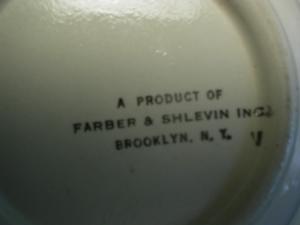 A PRODUCT OF
FARBER & SHLEVIN INC.
BROOKLYN, N. Y. V